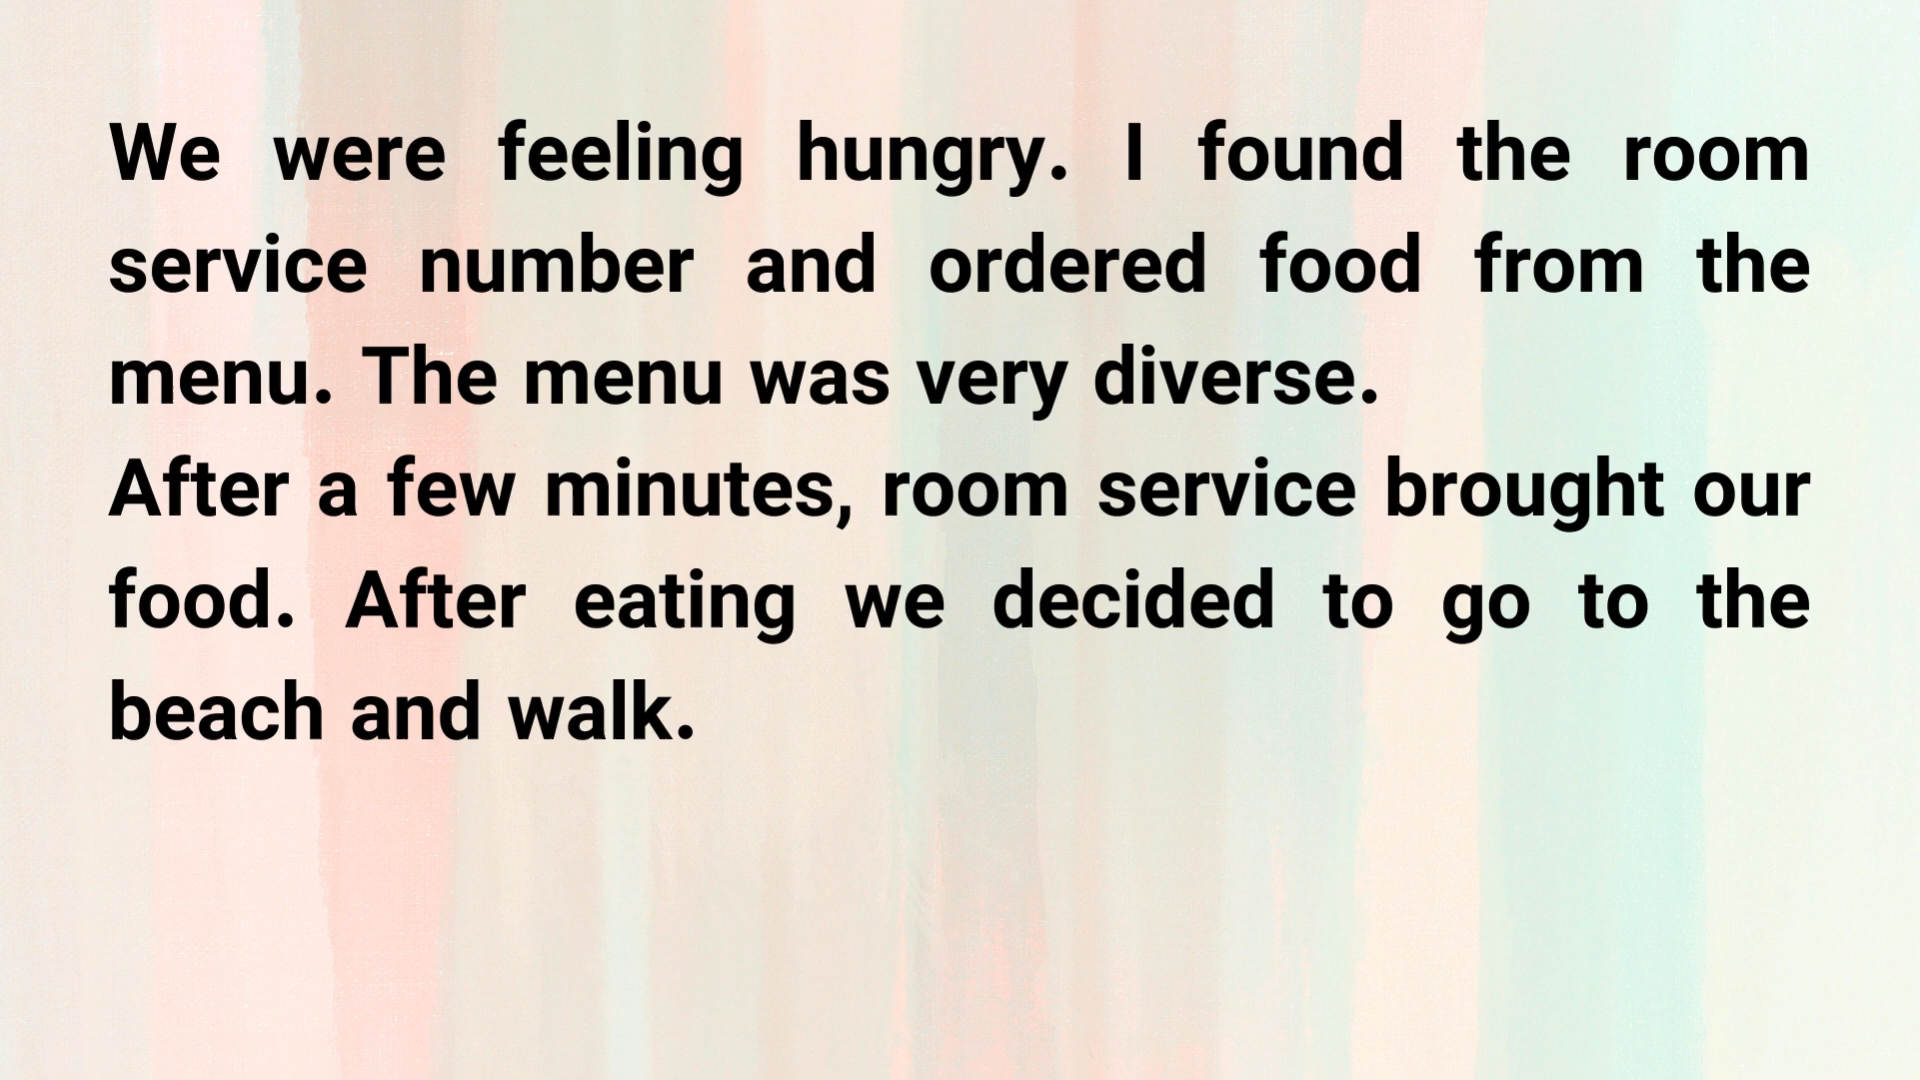 We were feeling hungry. I found the room
service number and ordered food from the
menu. The menu was very diverse.
After a few minutes, room service brought our
food. After eating we decided to go to the
beach and walk.